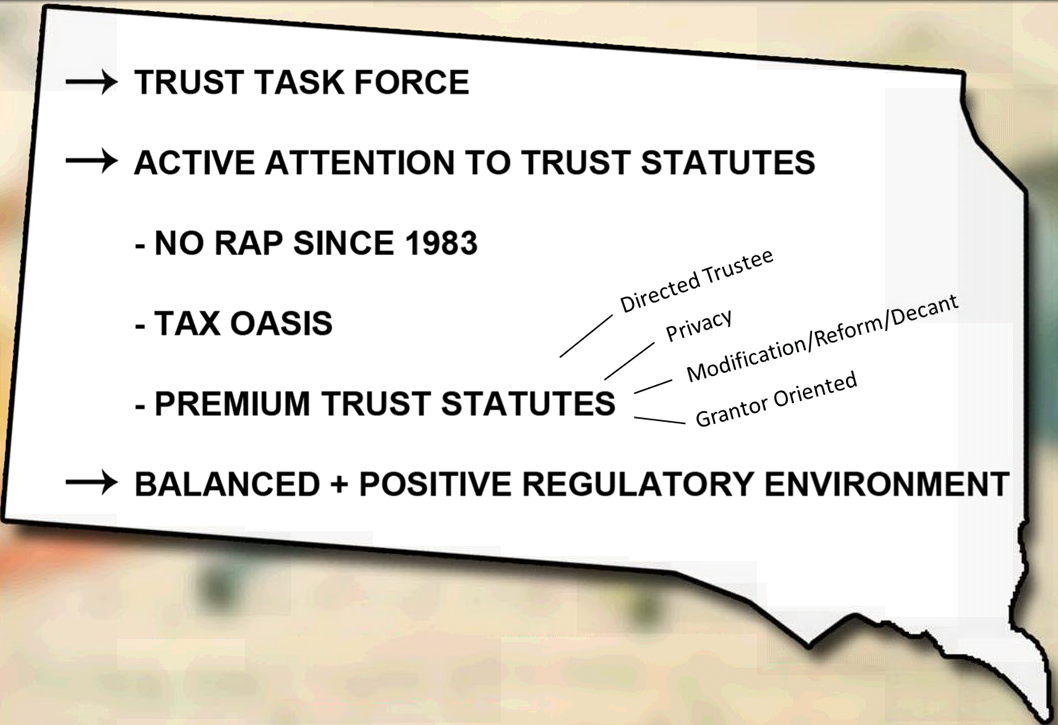 → TRUST TASK FORCE
→ ACTIVE ATTENTION TO TRUST STATUTES
- NO RAP SINCE 1983
- TAX OASIS
- PREMIUM TRUST STATUTES
Directed Trustee
Privacy
Modification/Reform/Decant
Grantor Oriented
→ BALANCED + POSITIVE REGULATORY ENVIRONMENT